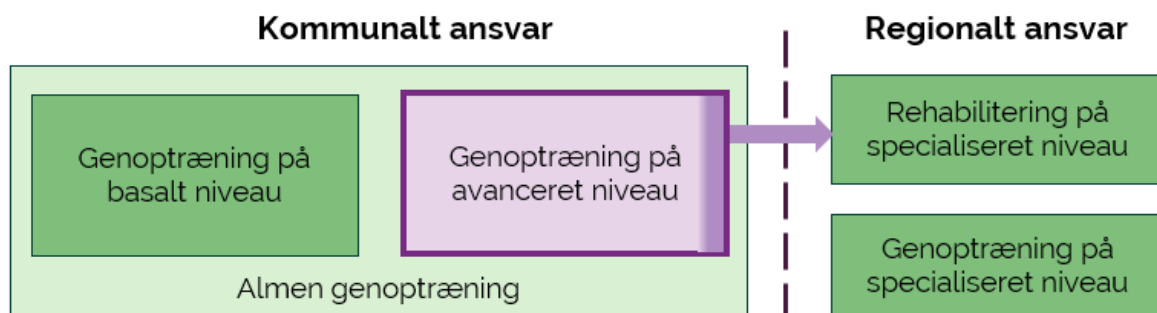 Kommunalt ansvar
Regionalt ansvar
Genoptræning på
basalt niveau
Genoptræning på
avanceret niveau
Almen genoptræning
Rehabilitering på
specialiseret niveau
Genoptræning på
specialiseret niveau